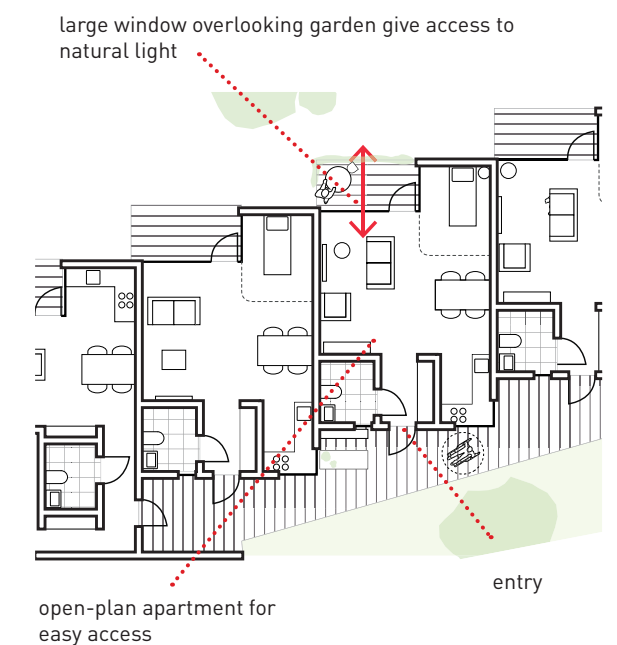 large window overlooking garden give access to
natural light
entry
open-plan apartment for
easy access